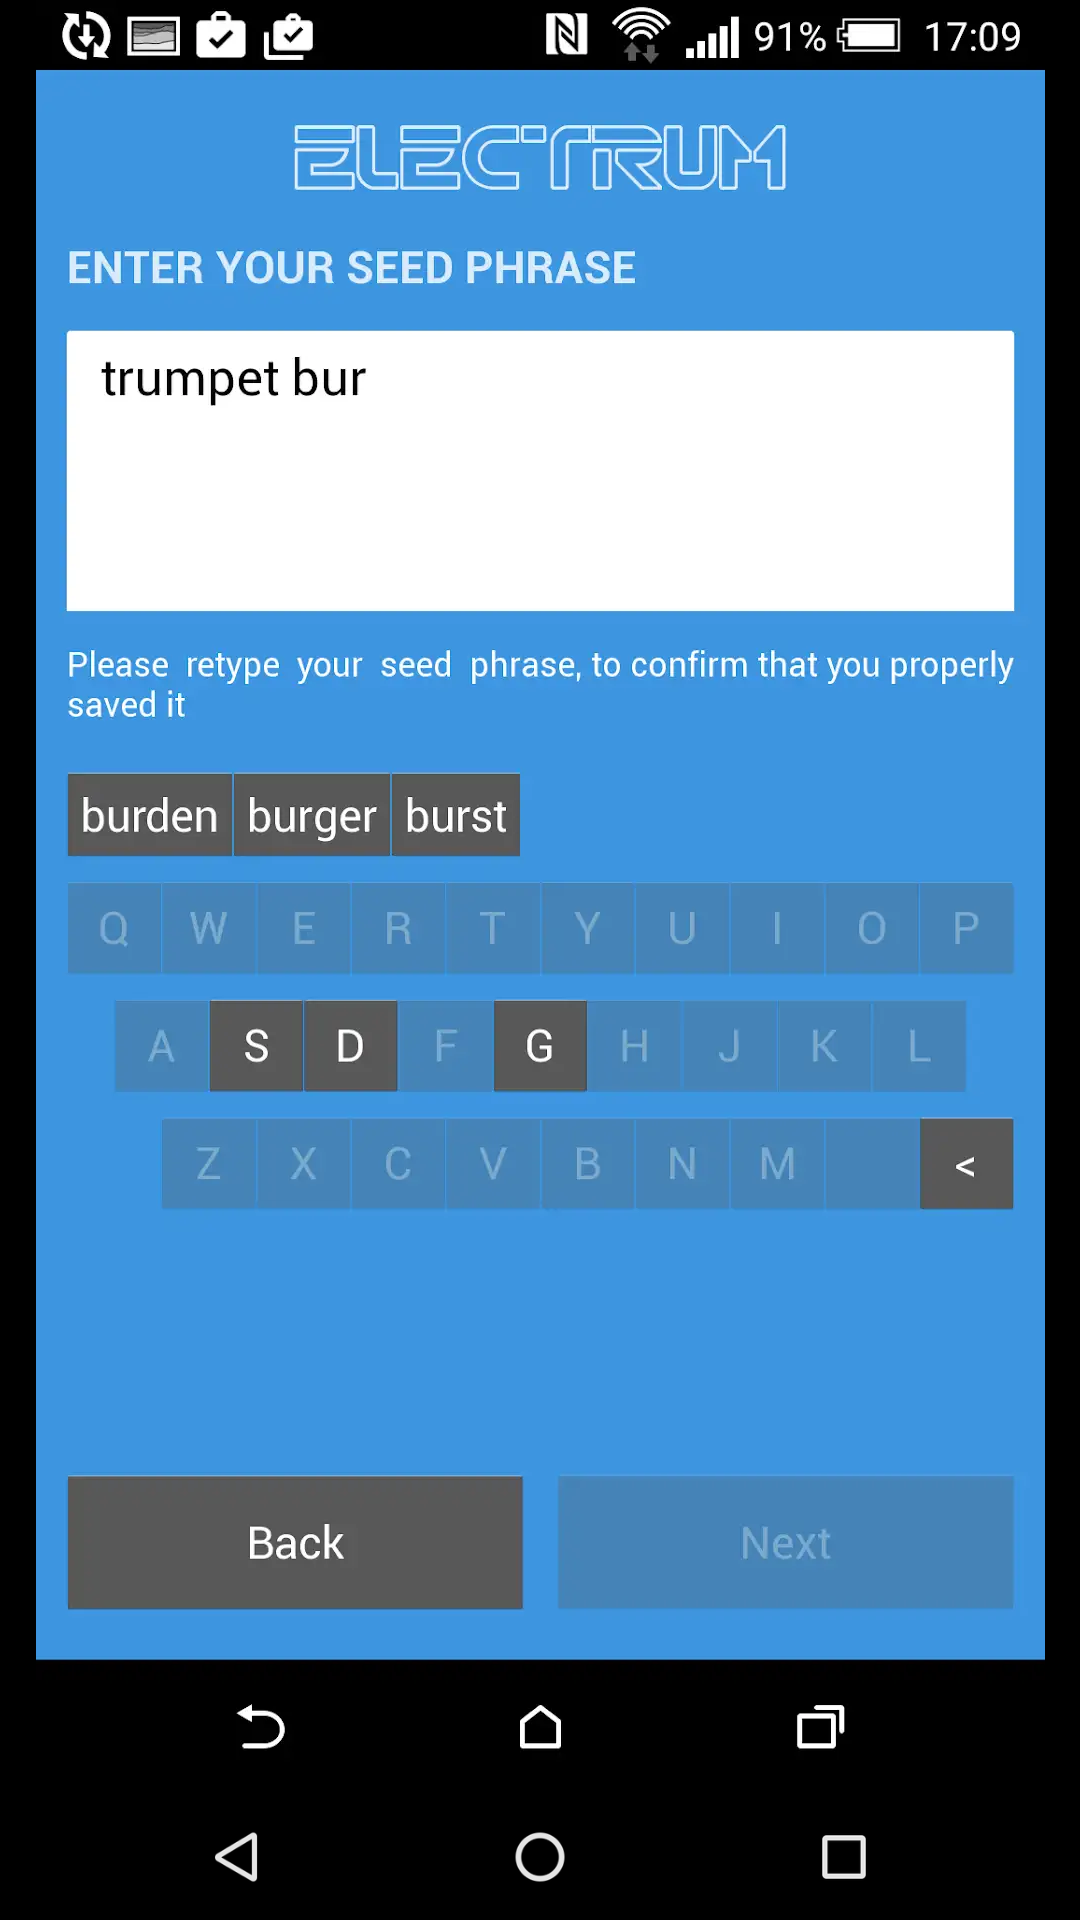 91% 17:09
ELECTRUM
ENTER YOUR SEED PHRASE
trumpet bur
Please retype your seed phrase, to confirm that you properly
saved it
burden burger burst
Q W E R T Y U I O P
A S D F G H J K L
Z X C V B N M <
Back Next